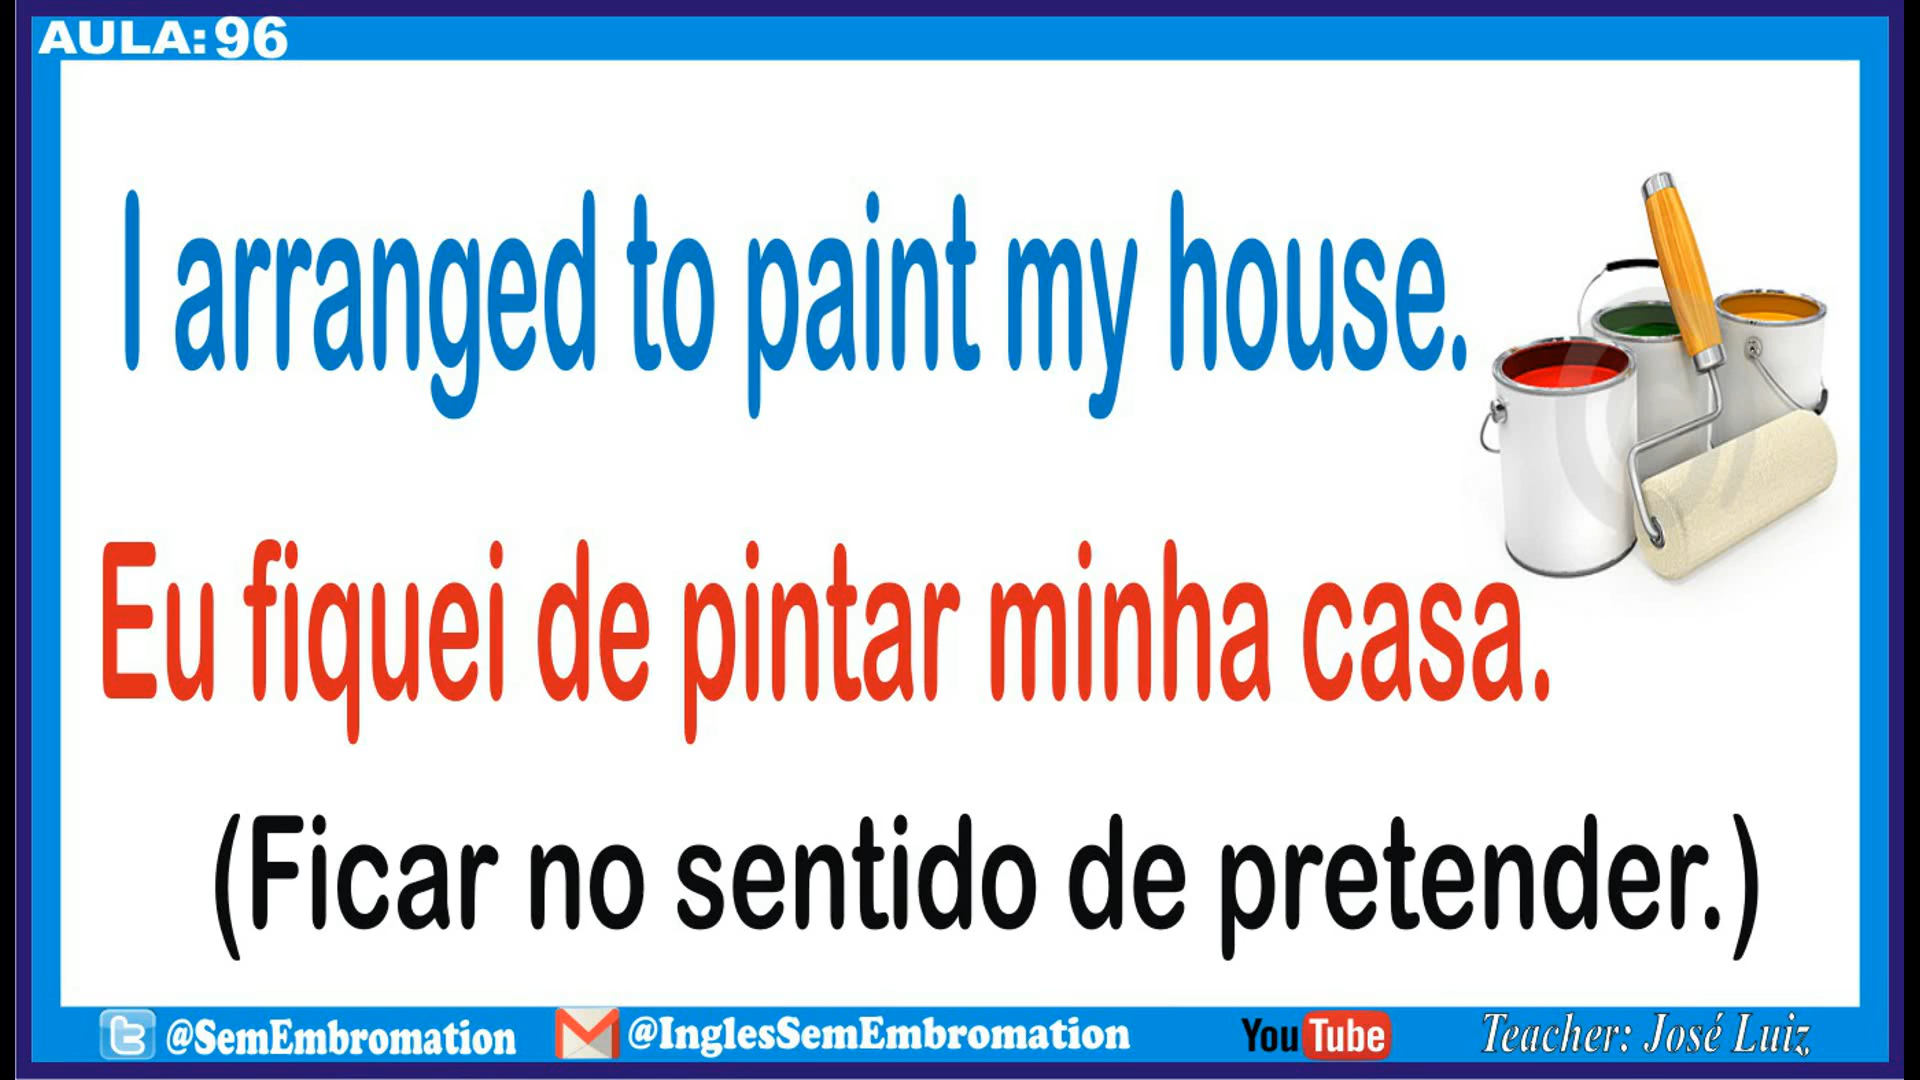 AULA: 96
I arranged to paint my house.
Eu fiquei de pintar minha casa.
(Ficar no sentido de pretender.)
@SemEmbromation @InglesSemEmbromation YouTube Teacher: José Luiz